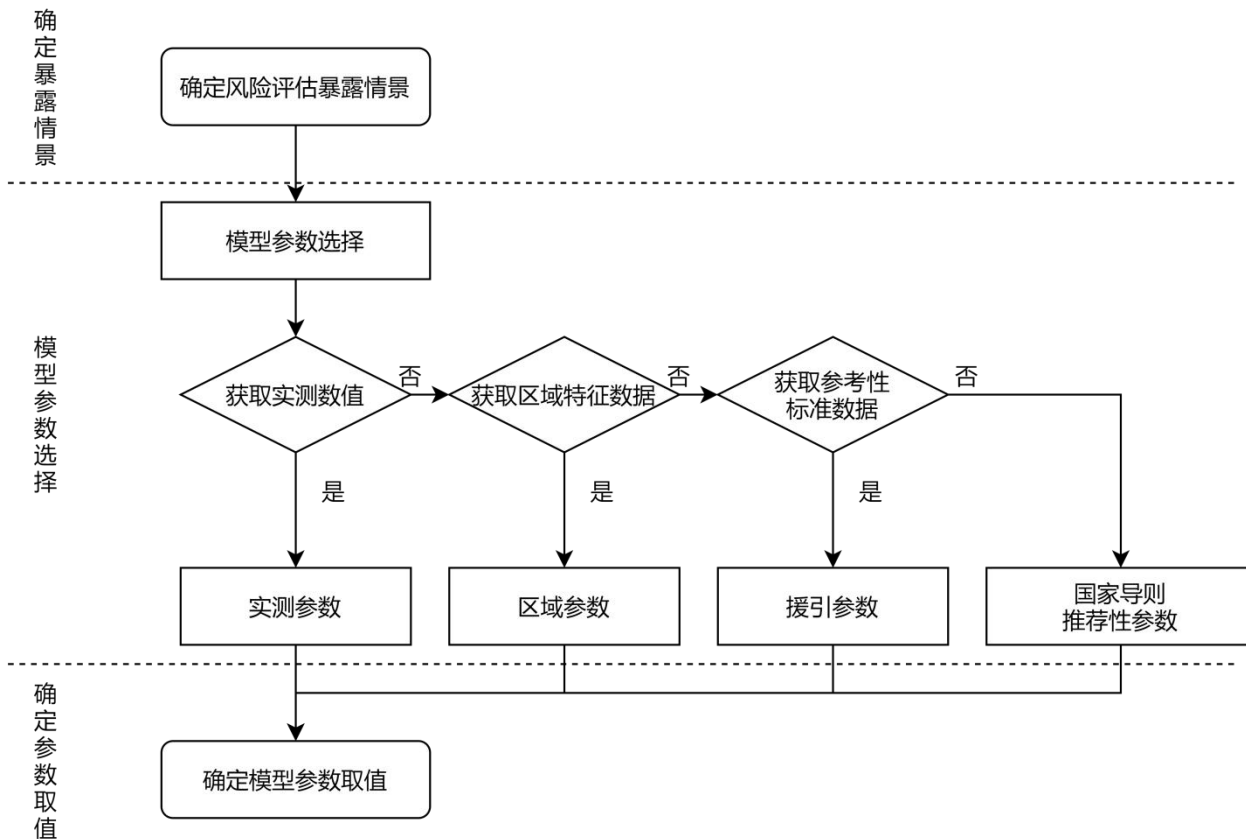 确定暴露情景
确定风险评估暴露情景
模型参数选择
模型参数选择
获取实测数值
否
获取区域特征数据
否
获取参考性
标准数据
否
是
是
是
实测参数
区域参数
援引参数
国家导则
推荐性参数
确定参数取值
确定模型参数取值